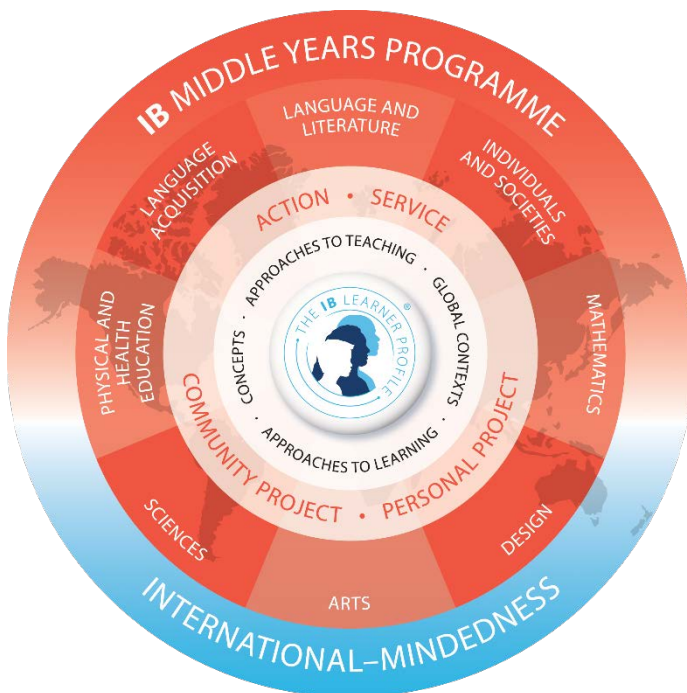 IB MIDDLE YEARS PROGRAMME
LANGUAGE AND
LITERATURE
INDIVIDUALS
AND SOCIETIES
MATHEMATICS
DESIGN
ARTS
SCIENCES
PHYSICAL AND
HEALTH
EDUCATION
LANGUAGE
ACQUISITION
ACTION • SERVICE
PERSONAL PROJECT
•
COMMUNITY PROJECT
APPROACHES TO TEACHING •
GLOBAL CONTEXTS •
APPROACHES TO LEARNING •
CONCEPTS •
THE IB LEARNER PROFILE ®
INTERNATIONAL–MINDEDNESS